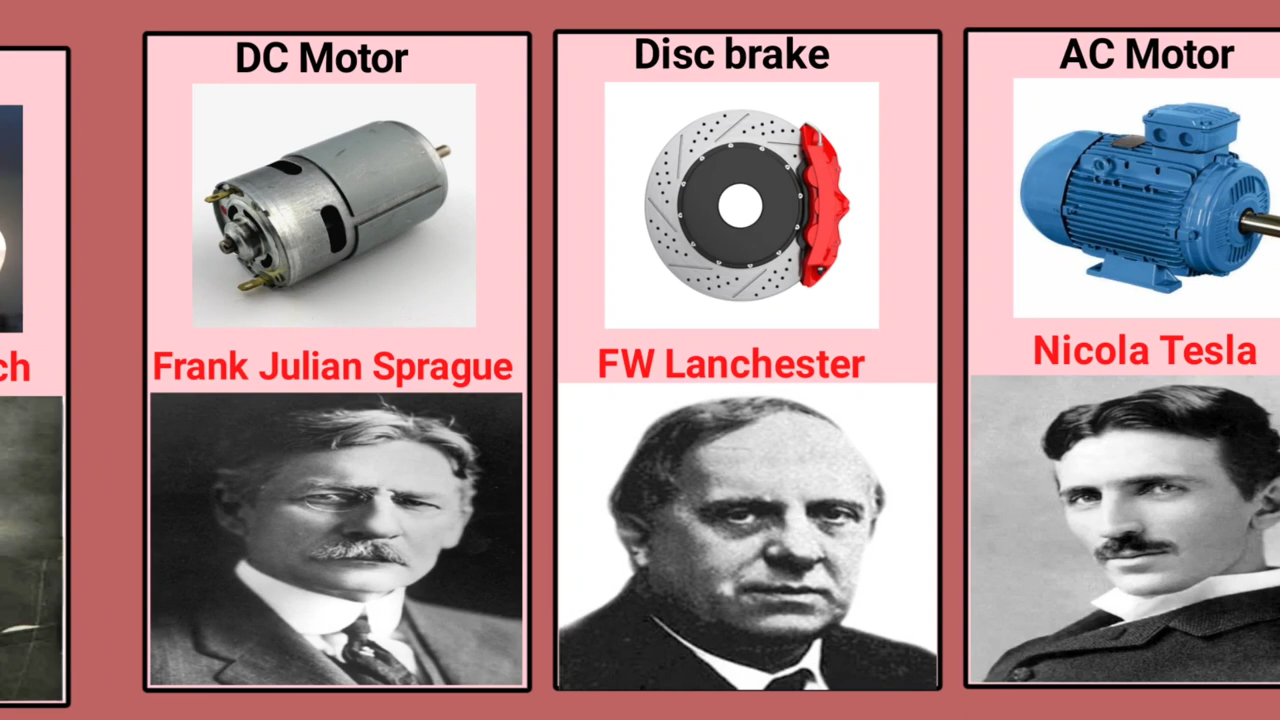 DC Motor
Frank Julian Sprague
Disc brake
FW Lanchester
AC Motor
Nicola Tesla
ch